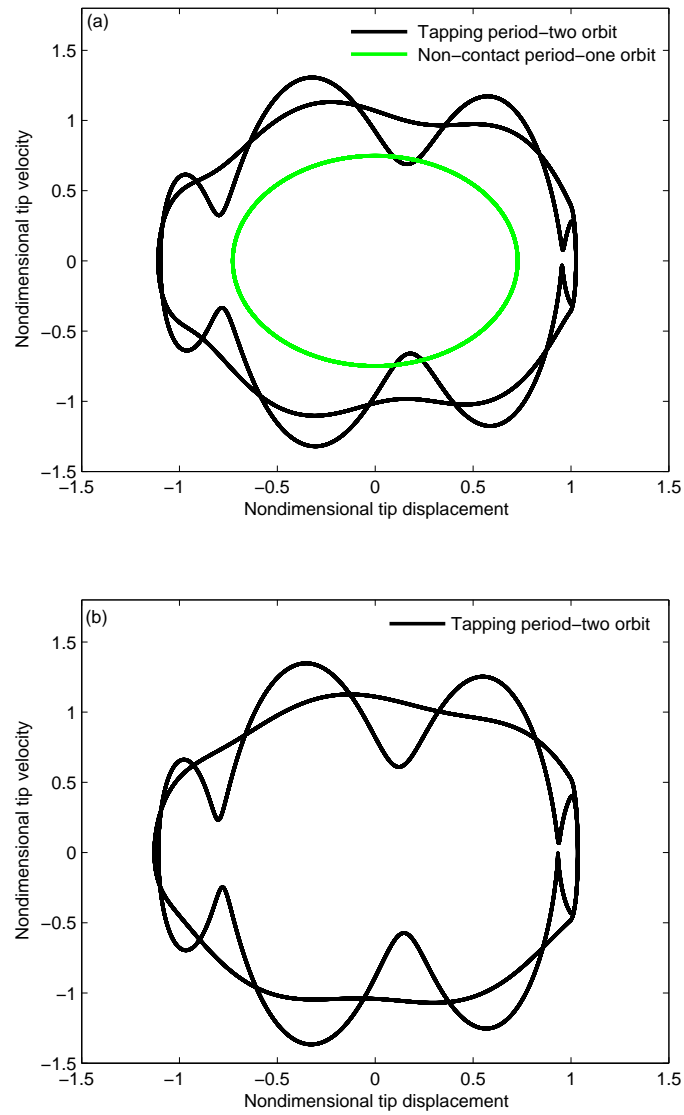 (a)
Tapping period−two orbit
Non−contact period−one orbit
Nondimensional tip velocity
1.5
1
0.5
0
−0.5
−1
−1.5
−1.5 −1 −0.5 0 0.5 1 1.5
Nondimensional tip displacement
(b)
Tapping period−two orbit
Nondimensional tip velocity
1.5
1
0.5
0
−0.5
−1
−1.5
−1.5 −1 −0.5 0 0.5 1 1.5
Nondimensional tip displacement